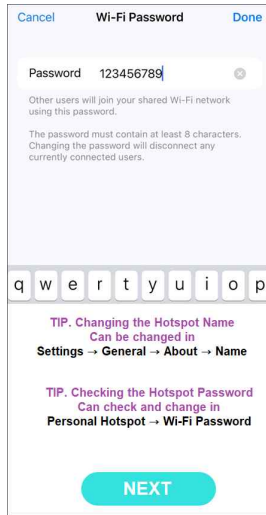 Cancel Wi-Fi Password Done
Password 123456789
Other users will join your shared Wi-Fi network
using this password.
The password must contain at least 8 characters.
Changing the password will disconnect any
currently connected users.
q w e r t y u i o p
TIP. Changing the Hotspot Name
Can be changed in
Settings → General → About → Name
TIP. Checking the Hotspot Password
Can check and change in
Personal Hotspot → Wi-Fi Password
NEXT